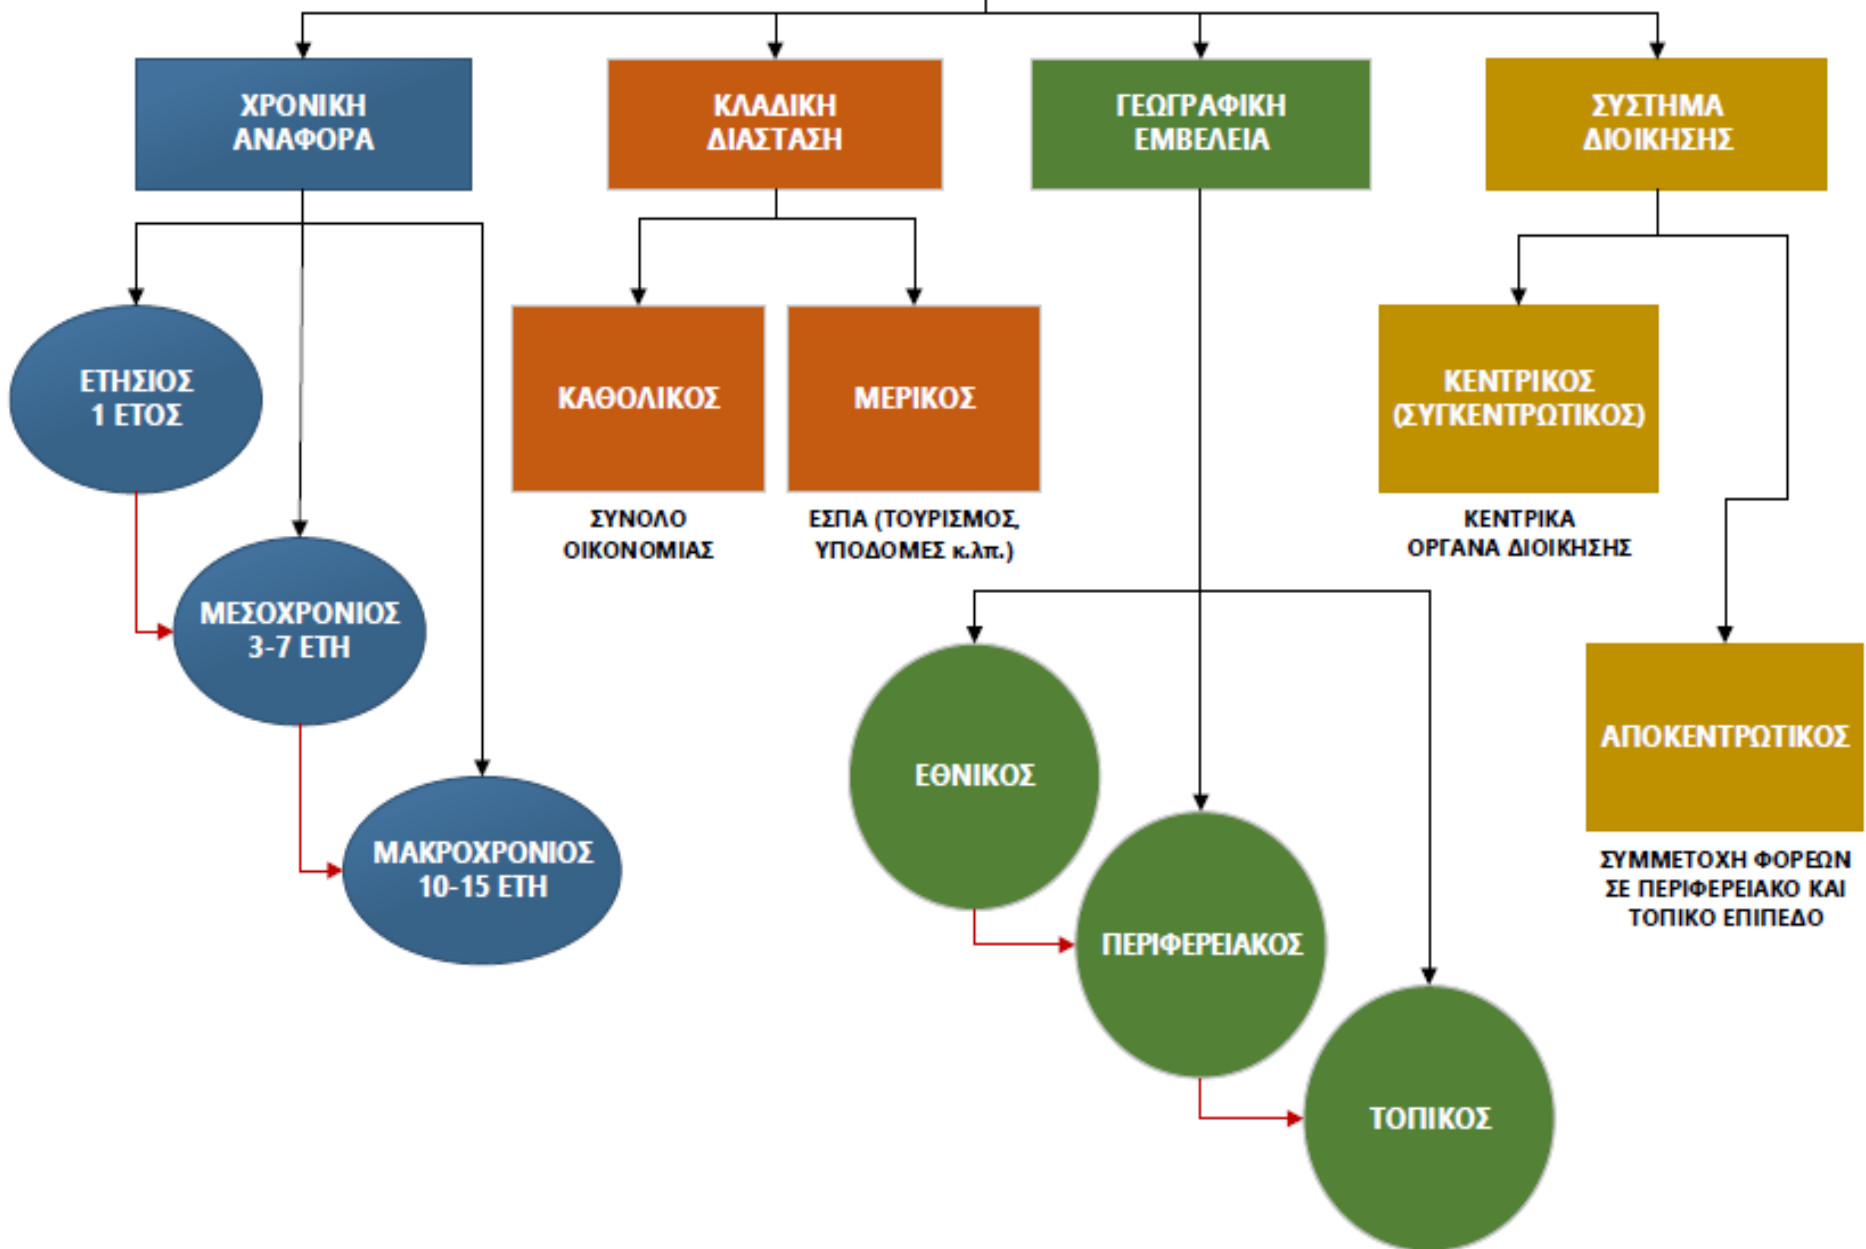 ΧΡΟΝΙΚΗ
ΑΝΑΦΟΡΑ
ΚΛΑΔΙΚΗ
ΔΙΑΣΤΑΣΗ
ΓΕΩΓΡΑΦΙΚΗ
ΕΜΒΕΛΕΙΑ
ΣΥΣΤΗΜΑ
ΔΙΟΙΚΗΣΗΣ
ΕΤΗΣΙΟΣ
1 ΕΤΟΣ
ΚΑΘΟΛΙΚΟΣ
ΜΕΡΙΚΟΣ
ΚΕΝΤΡΙΚΟΣ
(ΣΥΓΚΕΝΤΡΩΤΙΚΟΣ)
ΣΥΝΟΛΟ
ΟΙΚΟΝΟΜΙΑΣ
ΕΣΠΑ (ΤΟΥΡΙΣΜΟΣ,
ΥΠΟΔΟΜΕΣ κ.λπ.)
ΚΕΝΤΡΙΚΑ
ΟΡΓΑΝΑ ΔΙΟΙΚΗΣΗΣ
ΜΕΣΟΧΡΟΝΙΟΣ
3-7 ΕΤΗ
ΕΘΝΙΚΟΣ
ΑΠΟΚΕΝΤΡΩΤΙΚΟΣ
ΜΑΚΡΟΧΡΟΝΙΟΣ
10-15 ΕΤΗ
ΣΥΜΜΕΤΟΧΗ ΦΟΡΕΩΝ
ΣΕ ΠΕΡΙΦΕΡΕΙΑΚΟ ΚΑΙ
ΤΟΠΙΚΟ ΕΠΙΠΕΔΟ
ΠΕΡΙΦΕΡΕΙΑΚΟΣ
ΤΟΠΙΚΟΣ